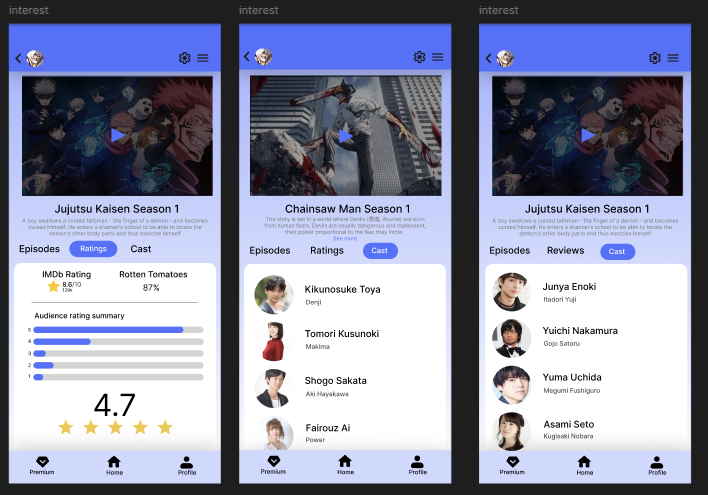 interest
Jujutsu Kaisen Season 1
A boy swallows a cursed talisman - the finger of a demon - and becomes
cursed himself. He enters a shaman's school to be able to locate the
demon's other body parts and thus exorcise himself
Episodes Ratings Cast
IMDb Rating Rotten Tomatoes
8.6/10 87%
129k
Audience rating summary
5
4
3
2
1
4.7
Premium Home Profile
interest
Chainsaw Man Season 1
The story is set in a world where Devils (悪魔, Akuma) are born
from human fears. Devils are usually dangerous and malevolent,
their power proportional to the fear they incite
See more
Episodes Ratings Cast
Kikunosuke Toya
Denji
Tomori Kusunoki
Makima
Shogo Sakata
Aki Hayakawa
Fairouz Ai
Power
Premium Home Profile
interest
Jujutsu Kaisen Season 1
A boy swallows a cursed talisman - the finger of a demon - and becomes
cursed himself. He enters a shaman's school to be able to locate the
demon's other body parts and thus exorcise himself
Episodes Reviews Cast
Junya Enoki
Itadori Yuji
Yuichi Nakamura
Gojo Satoru
Yuma Uchida
Megumi Fushiguro
Asami Seto
Kugisaki Nobara
Premium Home Profile